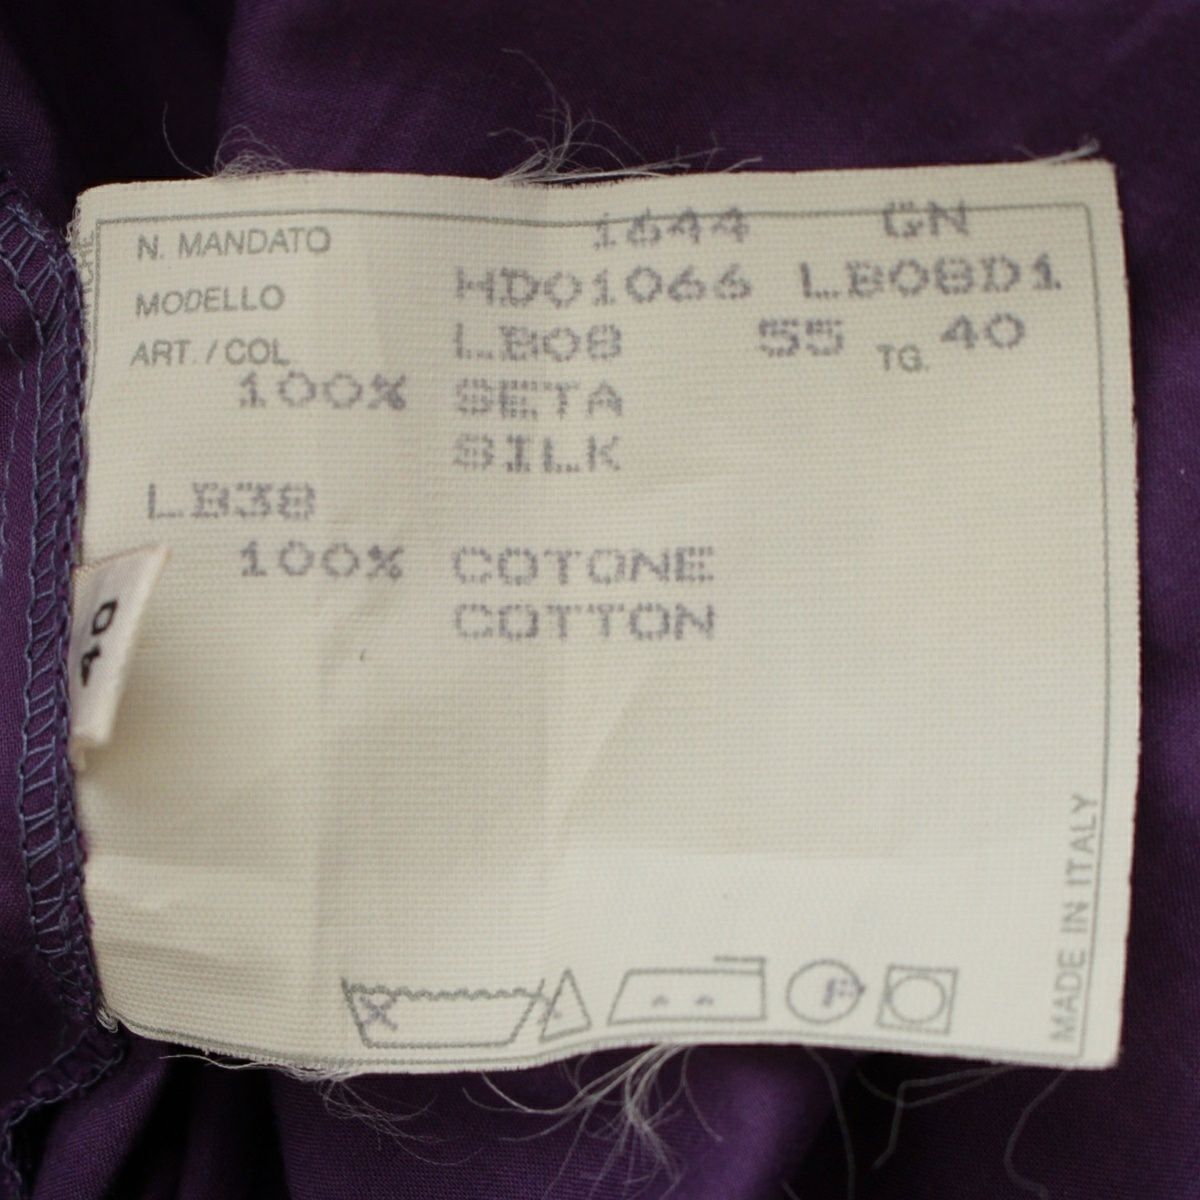 N. MANDATO 1644 GN
MODELLO HD01066 LB08D1
ART. / COL LB08 55 TG. 40
100% SETA
SILK
LB38
100% COTONE
COTTON
40
MADE IN ITALY